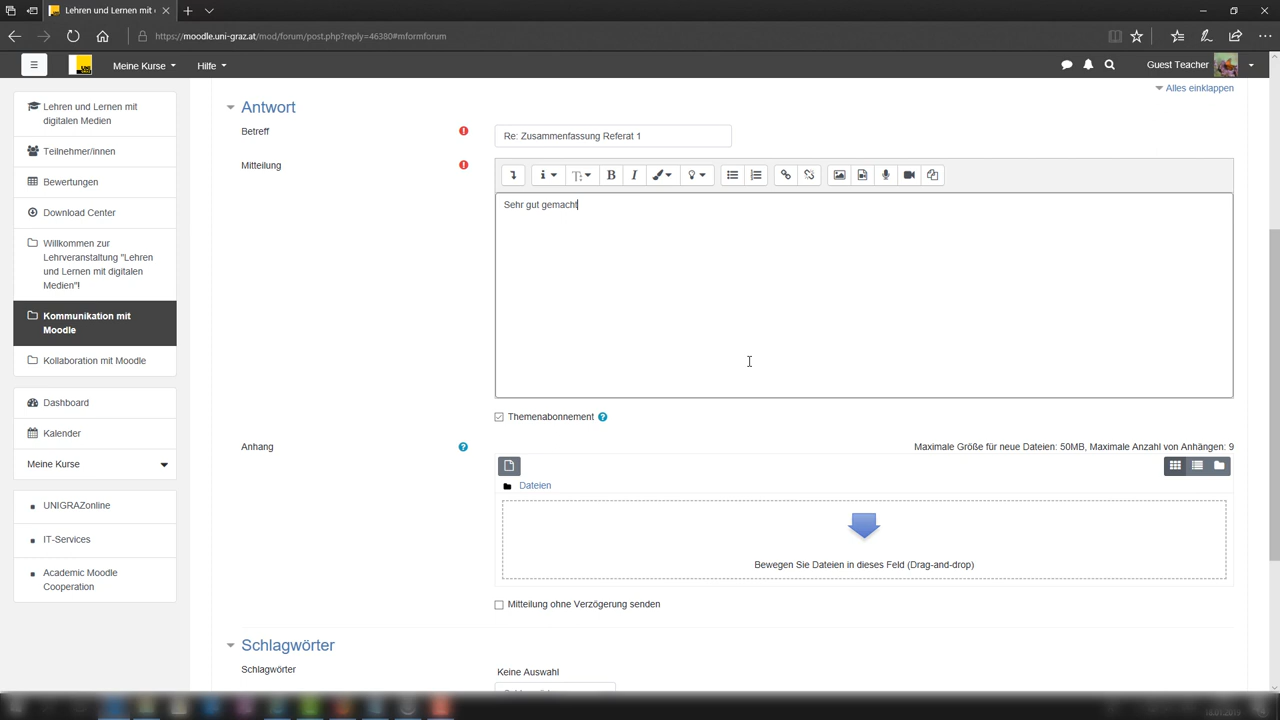 Lehren und Lernen mit
https://moodle.uni-graz.at/mod/forum/post.php?reply=46380#mformforum
UNI
GRAZ
Meine Kurse
Hilfe
Guest Teacher
Lehren und Lernen mit
digitalen Medien
Teilnehmer/innen
Bewertungen
Download Center
Willkommen zur
Lehrveranstaltung "Lehren
und Lernen mit digitalen
Medien"!
Kommunikation mit
Moodle
Kollaboration mit Moodle
Dashboard
Kalender
Meine Kurse
UNIGRAZonline
IT-Services
Academic Moodle
Cooperation
Alles einklappen
Antwort
Betreff
Re: Zusammenfassung Referat 1
Mitteilung
Sehr gut gemacht
Themenabonnement
Anhang
Maximale Größe für neue Dateien: 50MB, Maximale Anzahl von Anhängen: 9
Dateien
Bewegen Sie Dateien in dieses Feld (Drag-and-drop)
Mitteilung ohne Verzögerung senden
Schlagwörter
Schlagwörter
Keine Auswahl